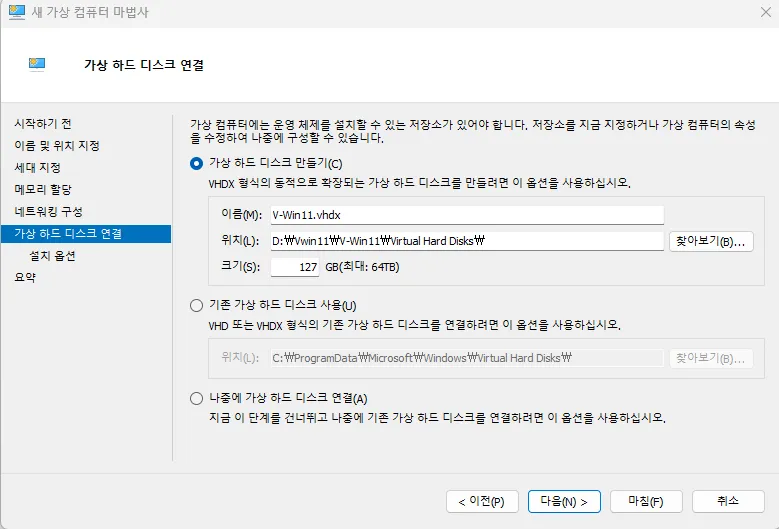 새 가상 컴퓨터 마법사
가상 하드 디스크 연결
시작하기 전
이름 및 위치 지정
세대 지정
메모리 할당
네트워킹 구성
가상 하드 디스크 연결
설치 옵션
요약
가상 컴퓨터에는 운영 체제를 설치할 수 있는 저장소가 있어야 합니다. 저장소를 지금 지정하거나 가상 컴퓨터의 속성
을 수정하여 나중에 구성할 수 있습니다.
가상 하드 디스크 만들기(C)
VHDX 형식의 동적으로 확장되는 가상 하드 디스크를 만들려면 이 옵션을 사용하십시오.
이름(M): V-Win11.vhdx
위치(L): D:₩Vwin11₩V-Win11₩Virtual Hard Disks₩ 찾아보기(B)...
크기(S): 127 GB(최대: 64TB)
기존 가상 하드 디스크 사용(U)
VHD 또는 VHDX 형식의 기존 가상 하드 디스크를 연결하려면 이 옵션을 사용하십시오.
위치(L): C:₩ProgramData₩Microsoft₩Windows₩Virtual Hard Disks₩ 찾아보기(B)...
나중에 가상 하드 디스크 연결(A)
지금 이 단계를 건너뛰고 나중에 기존 가상 하드 디스크를 연결하려면 이 옵션을 사용하십시오.
< 이전(P) 다음(N) > 마침(F) 취소